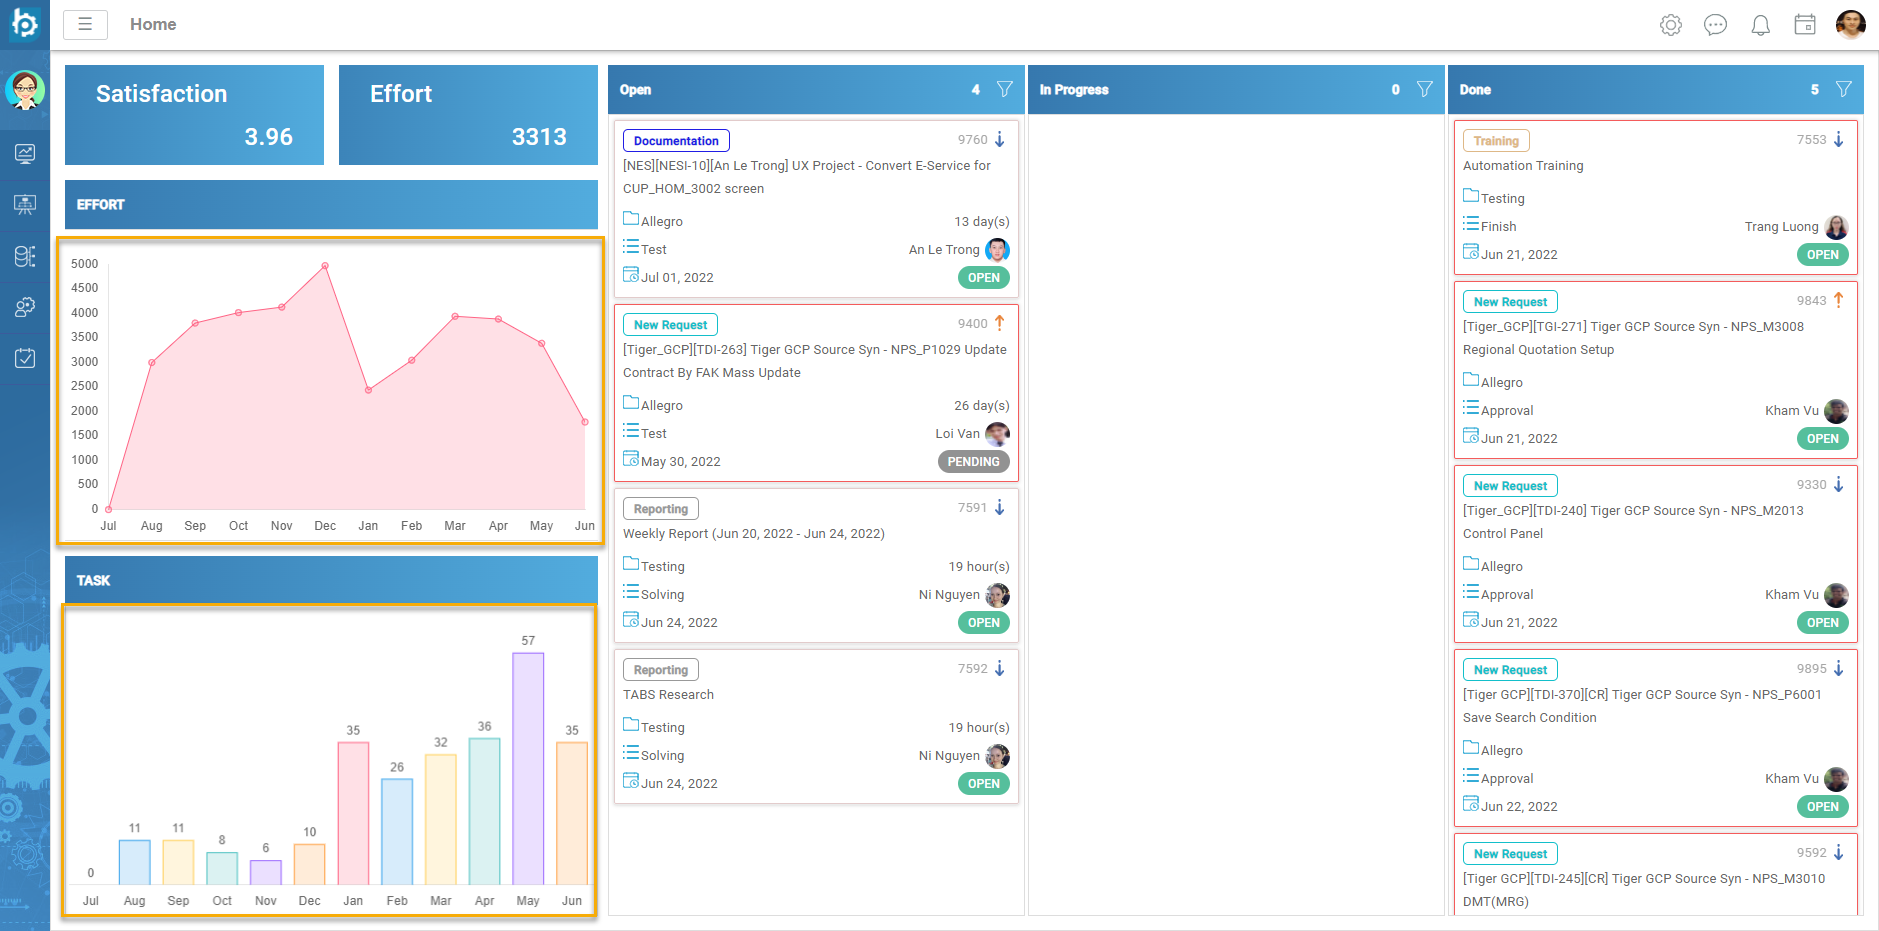 Home
Satisfaction
3.96
Effort
3313
EFFORT
5000
4500
4000
3500
3000
2500
2000
1500
1000
500
0
Jul Aug Sep Oct Nov Dec Jan Feb Mar Apr May Jun
TASK
0 11 11 8 6 10 35 26 32 36 57 35
Jul Aug Sep Oct Nov Dec Jan Feb Mar Apr May Jun
Open 4
Documentation 9760
[NES][NESI-10][An Le Trong] UX Project - Convert E-Service for
CUP_HOM_3002 screen
Allegro 13 day(s)
Test An Le Trong
Jul 01, 2022 OPEN
New Request 9400
[Tiger_GCP][TDI-263] Tiger GCP Source Syn - NPS_P1029 Update
Contract By FAK Mass Update
Allegro 26 day(s)
Test Loi Van
May 30, 2022 PENDING
Reporting 7591
Weekly Report (Jun 20, 2022 - Jun 24, 2022)
Testing 19 hour(s)
Solving Ni Nguyen
Jun 24, 2022 OPEN
Reporting 7592
TABS Research
Testing 19 hour(s)
Solving Ni Nguyen
Jun 24, 2022 OPEN
In Progress 0
Done 5
Training 7553
Automation Training
Testing
Finish Trang Luong
Jun 21, 2022 OPEN
New Request 9843
[Tiger_GCP][TGI-271] Tiger GCP Source Syn - NPS_M3008
Regional Quotation Setup
Allegro
Approval Kham Vu
Jun 21, 2022 OPEN
New Request 9330
[Tiger_GCP][TDI-240] Tiger GCP Source Syn - NPS_M2013
Control Panel
Allegro
Approval Kham Vu
Jun 21, 2022 OPEN
New Request 9895
[Tiger GCP][TDI-370][CR] Tiger GCP Source Syn - NPS_P6001
Save Search Condition
Allegro
Approval Kham Vu
Jun 22, 2022 OPEN
New Request 9592
[Tiger GCP][TDI-245][CR] Tiger GCP Source Syn - NPS_M3010
DMT(MRG)